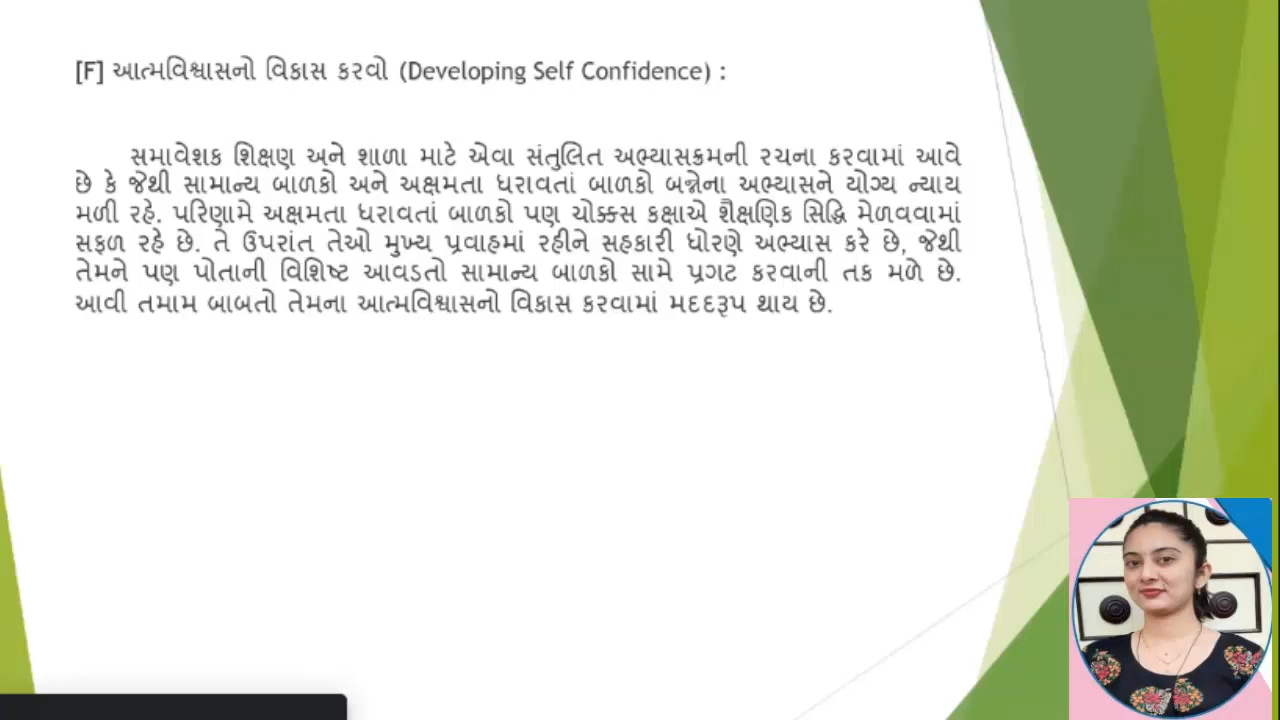 [F] આત્મવિશ્વાસનો વિકાસ કરવો (Developing Self Confidence) :
સમાવેશક શિક્ષણ અને શાળા માટે એવા સંતુલિત અભ્યાસક્રમની રચના કરવામાં આવે
છે કે જેથી સામાન્ય બાળકો અને અક્ષમતા ધરાવતાં બાળકો બન્નેના અભ્યાસને યોગ્ય ન્યાય
મળી રહે. પરિણામે અક્ષમતા ધરાવતાં બાળકો પણ ચોક્સ કક્ષાએ શૈક્ષણિક સિદ્ધિ મેળવવામાં
સફળ રહે છે. તે ઉપરાંત તેઓ મુખ્ય પ્રવાહમાં રહીને સહકારી ધોરણે અભ્યાસ કરે છે, જેથી
તેમને પણ પોતાની વિશિષ્ટ આવડતો સામાન્ય બાળકો સામે પ્રગટ કરવાની તક મળે છે.
આવી તમામ બાબતો તેમના આત્મવિશ્વાસનો વિકાસ કરવામાં મદદરૂપ થાય છે.